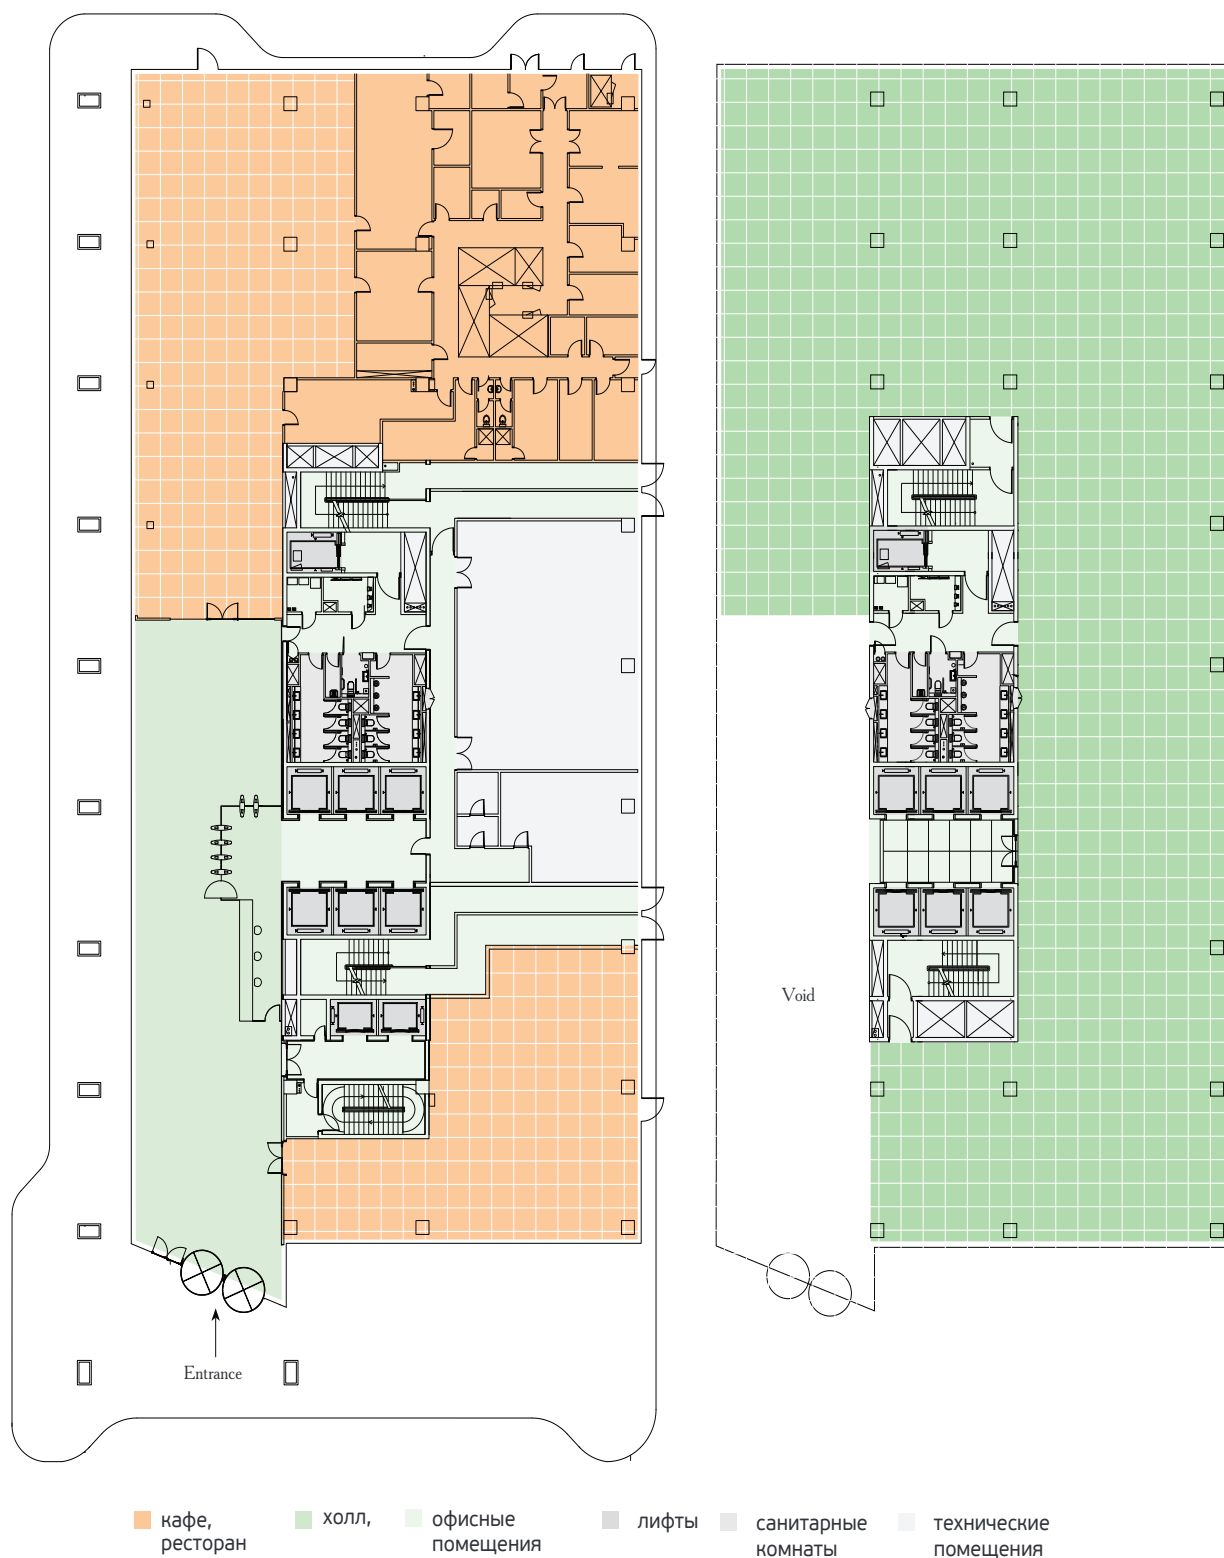 Void
Entrance
кафе,
ресторан
холл,
офисные
помещения
лифты
санитарные
комнаты
технические
помещения